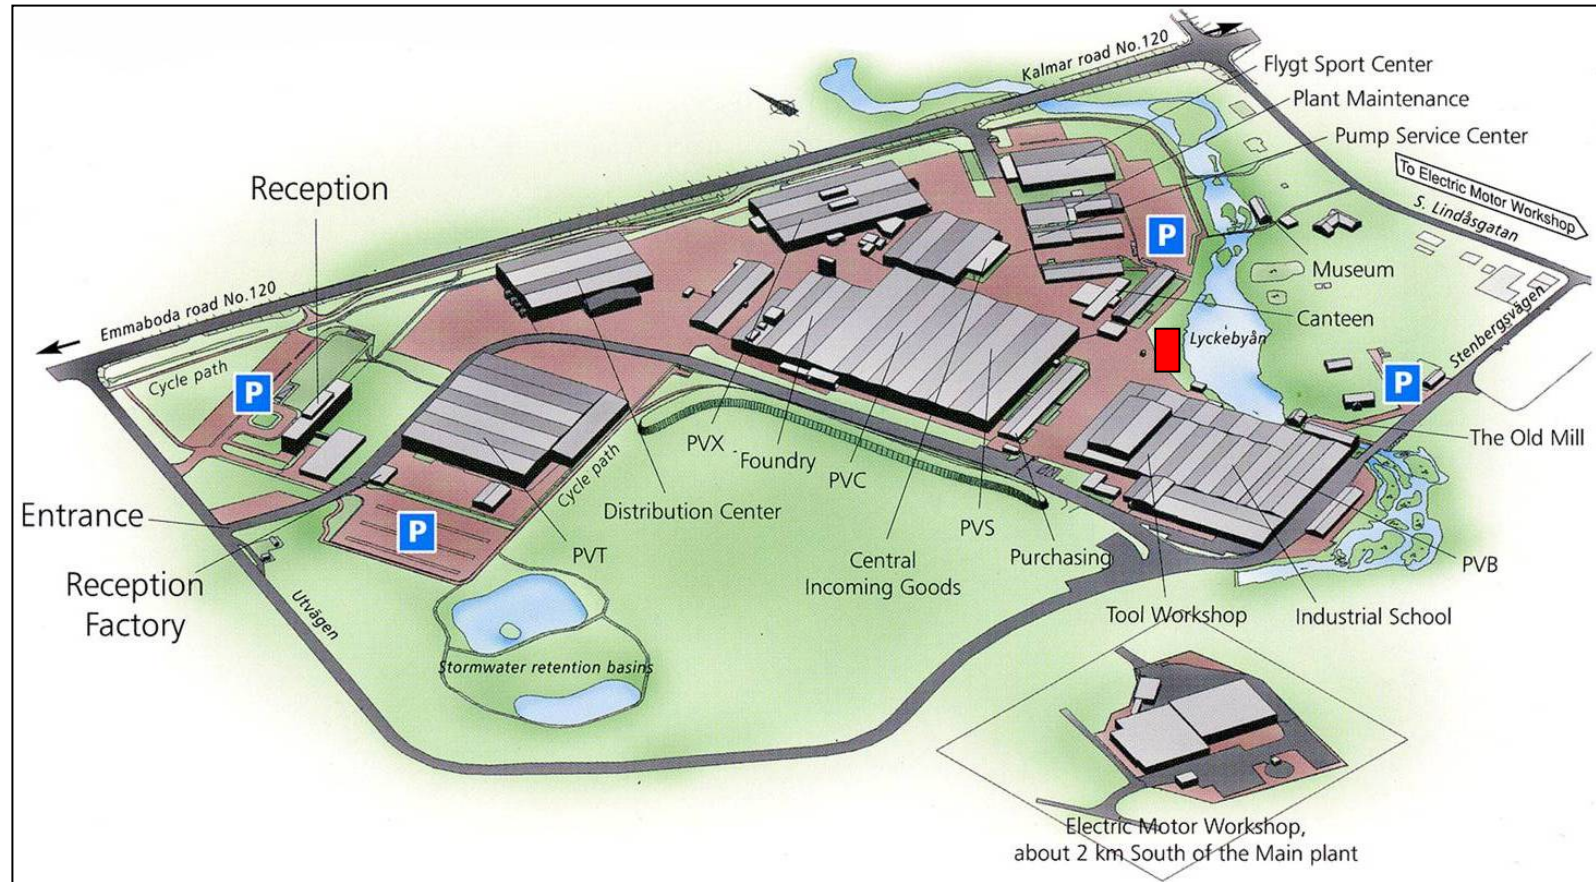 Kalmar road No.120
Flygt Sport Center
Plant Maintenance
Pump Service Center
To Electric Motor Workshop
S. Lindåsgatan
Reception
P
Museum
Emmaboda road No.120
Canteen
Lyckebyån
Stenbergsvägen
Cycle path
P
P
The Old Mill
PVX
Foundry
PVC
PVS
Purchasing
Cycle path
Distribution Center
Entrance
P
PVT
Central
Incoming Goods
PVB
Reception
Factory
Utvägen
Tool Workshop
Industrial School
Stormwater retention basins
Electric Motor Workshop,
about 2 km South of the Main plant